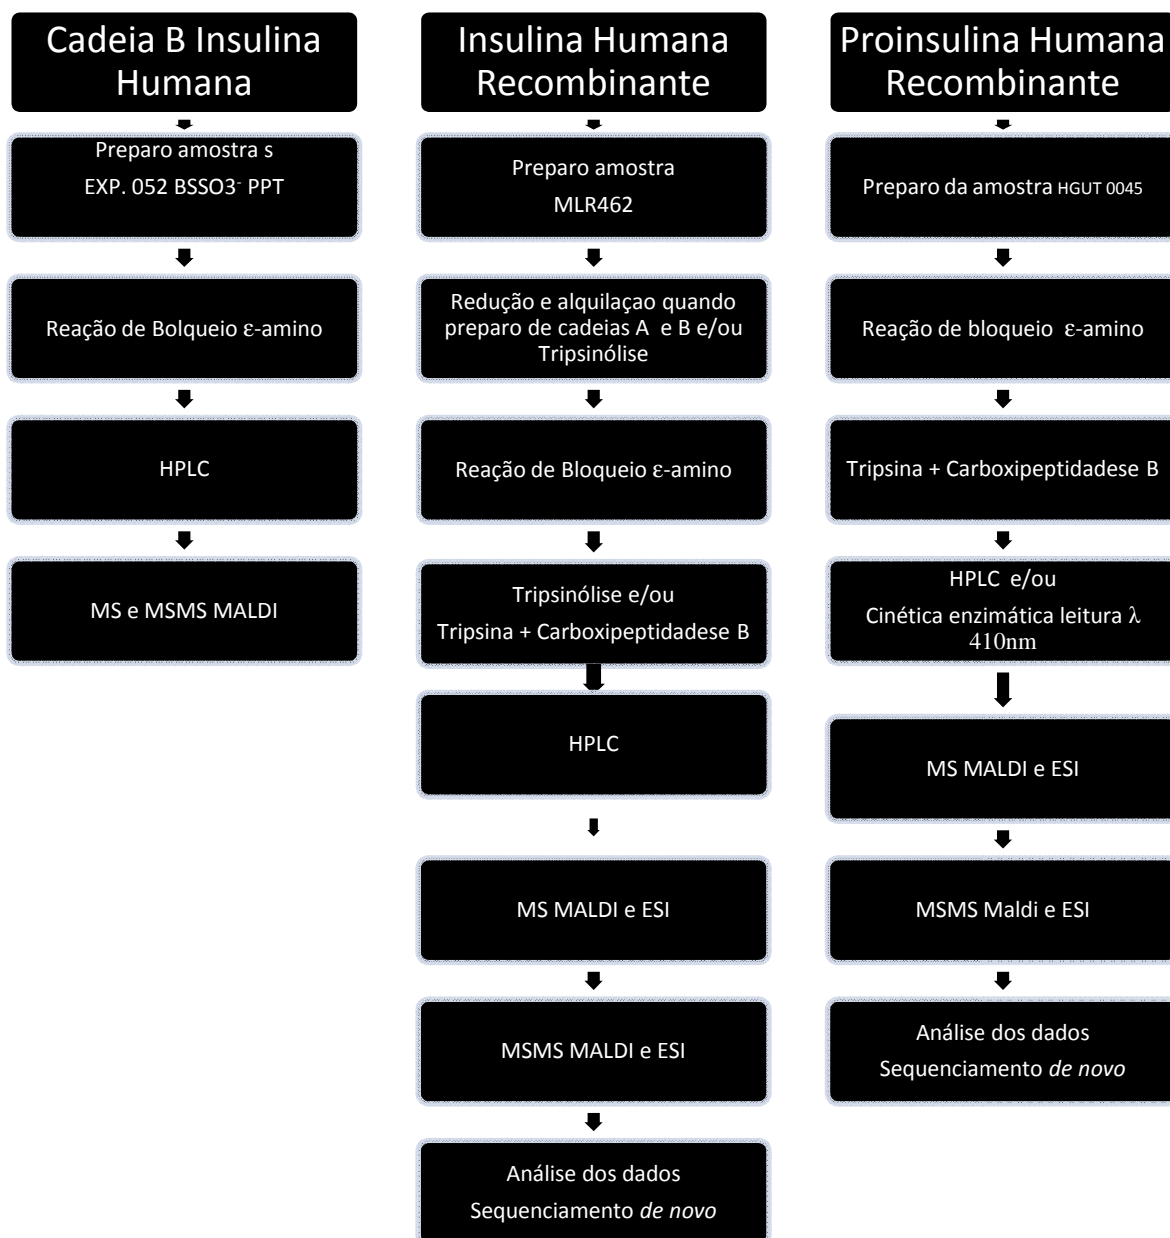 Cadeia B Insulina
Humana
Preparo amostra s
EXP. 052 BSSO3⁻ PPT
Reação de Bolqueio ε-amino
HPLC
MS e MSMS MALDI
Insulina Humana
Recombinante
Preparo amostra
MLR462
Redução e alquilaçao quando
preparo de cadeias A e B e/ou
Tripsinólise
Reação de Bloqueio ε-amino
Tripsinólise e/ou
Tripsina + Carboxipeptidadese B
HPLC
MS MALDI e ESI
MSMS MALDI e ESI
Análise dos dados
Sequenciamento de novo
Proinsulina Humana
Recombinante
Preparo da amostra HGUT 0045
Reação de bloqueio ε-amino
Tripsina + Carboxipeptidadese B
HPLC e/ou
Cinética enzimática leitura λ
410nm
MS MALDI e ESI
MSMS Maldi e ESI
Análise dos dados
Sequenciamento de novo